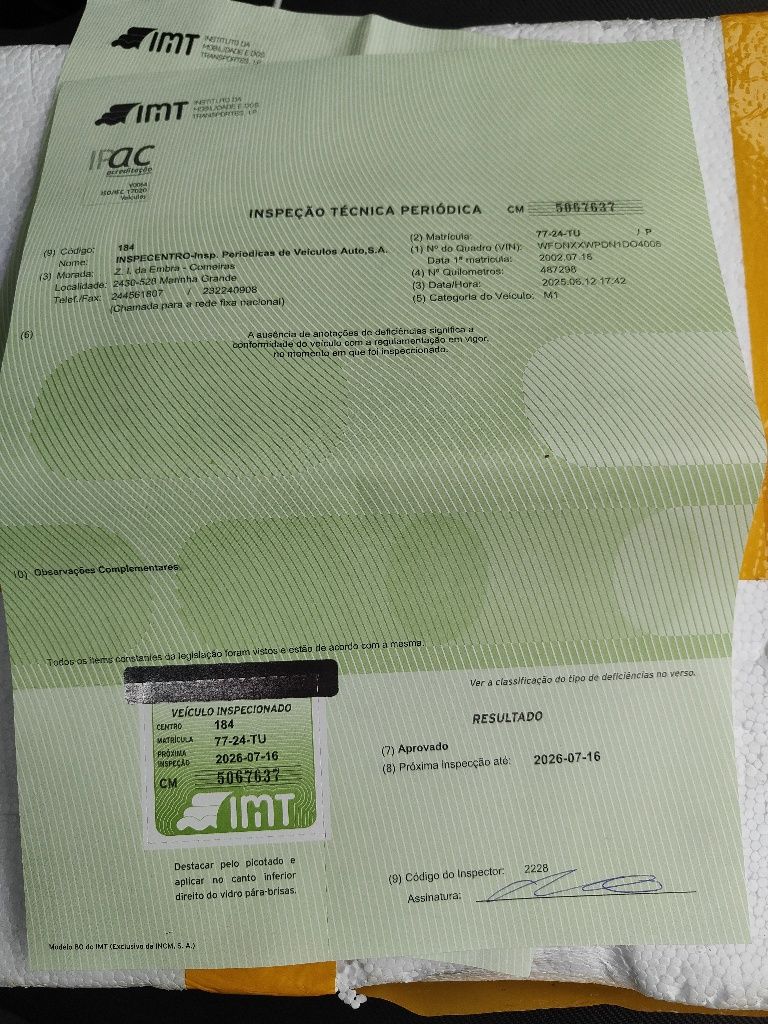 IMT INSTITUTO DA
MOBILIDADE E DOS
TRANSPORTES, I.P.
IMT INSTITUTO DA
MOBILIDADE E DOS
TRANSPORTES, I.P.
IPAC
acreditação
V0064
ISO/IEC 17020
Veículos
INSPEÇÃO TÉCNICA PERIÓDICA CM 5067637
(9) Código: 184
Nome: INSPECENTRO-Insp. Periodicas de Veiculos Auto,S.A.
(3) Morada: Z. I. da Embra - Comeiras
Localidade: 2430-528 Marinha Grande
Telef./Fax: 244561807 / 232240908
(Chamada para a rede fixa nacional)
(2) Matrícula: 77-24-TU / P
(1) Nº do Quadro (VIN): WF0NXXWPDN1D04008
Data 1ª matrícula: 2002.07.16
(4) Nº Quilometros: 487298
(3) Data/Hora: 2025.06.12 17:42
(5) Categoria do Veículo: M1
(6) A ausência de anotações de deficiências significa a
conformidade do veículo com a regulamentação em vigor,
no momento em que foi inspeccionado.
Observações Complementares.
Todos os itens constantes da legislação foram vistos e estão de acordo com a mesma.
Ver a classificação do tipo de deficiências no verso.
VEÍCULO INSPECIONADO
CENTRO 184
MATRÍCULA 77-24-TU
PRÓXIMA
INSPEÇÃO 2026-07-16
CM 5067637
IMT
RESULTADO
(7) Aprovado
(8) Próxima Inspecção até: 2026-07-16
Destacar pelo picotado e
aplicar no canto inferior
direito do vidro pára-brisas.
(9) Código do Inspector: 2228
Assinatura:
Modelo 80 do IMT (Exclusivo da INCM, S. A.)